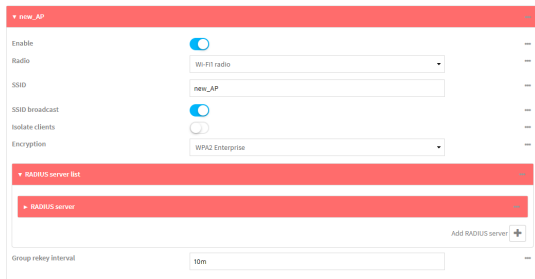 ▾ new_AP
Enable
Radio
Wi-Fi1 radio
SSID
new_AP
SSID broadcast
Isolate clients
Encryption
WPA2 Enterprise
▾ RADIUS server list
▸ RADIUS server
Add RADIUS server +
Group rekey interval
10m